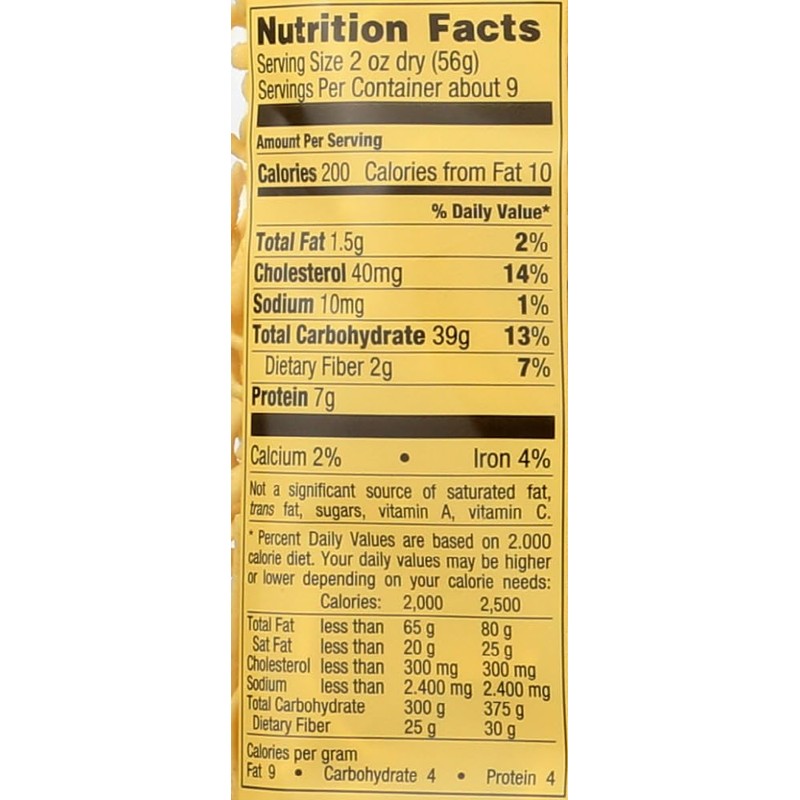 Nutrition Facts
Serving Size 2 oz dry (56g)
Servings Per Container about 9
Amount Per Serving
Calories 200 Calories from Fat 10
% Daily Value*
Total Fat 1.5g 2%
Cholesterol 40mg 14%
Sodium 10mg 1%
Total Carbohydrate 39g 13%
Dietary Fiber 2g 7%
Protein 7g
Calcium 2% • Iron 4%
Not a significant source of saturated fat,
trans fat, sugars, vitamin A, vitamin C.
* Percent Daily Values are based on 2.000
calorie diet. Your daily values may be higher
or lower depending on your calorie needs:
Calories: 2,000 2,500
Total Fat less than 65 g 80 g
Sat Fat less than 20 g 25 g
Cholesterol less than 300 mg 300 mg
Sodium less than 2.400 mg 2.400 mg
Total Carbohydrate 300 g 375 g
Dietary Fiber 25 g 30 g
Calories per gram
Fat 9 • Carbohydrate 4 • Protein 4